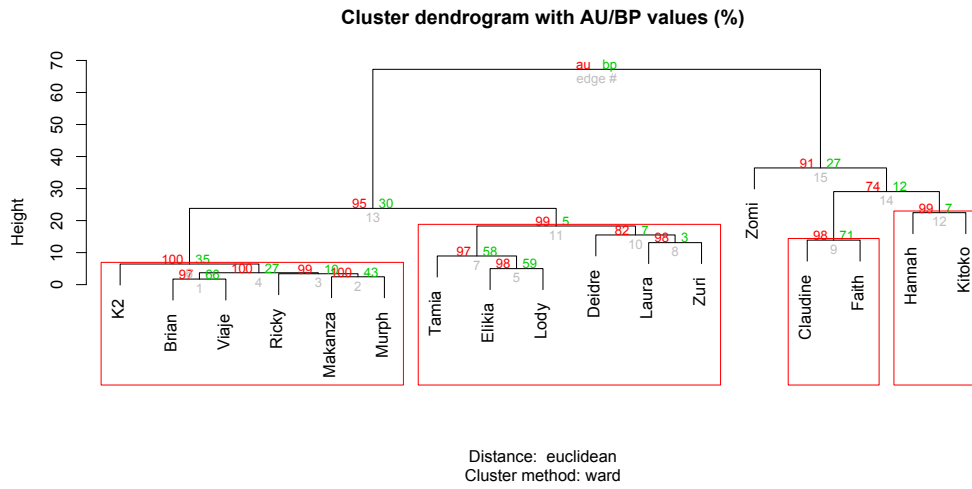 Cluster dendrogram with AU/BP values (%)
70
60
50
40
30
20
10
0
Height
au bp
edge #
91 27
15
74 12
14
95 30
13
99 7
12
99 5
11
82 7
10
98 71
9
98 3
8
97 58
7
100 35
98 59
5
100 27
4
99 10
3
100 43
2
97 68
1
K2
Brian
Viaje
Ricky
Makanza
Murph
Tamia
Elikia
Lody
Deidre
Laura
Zuri
Zomi
Claudine
Faith
Hannah
Kitoko
Distance: euclidean
Cluster method: ward